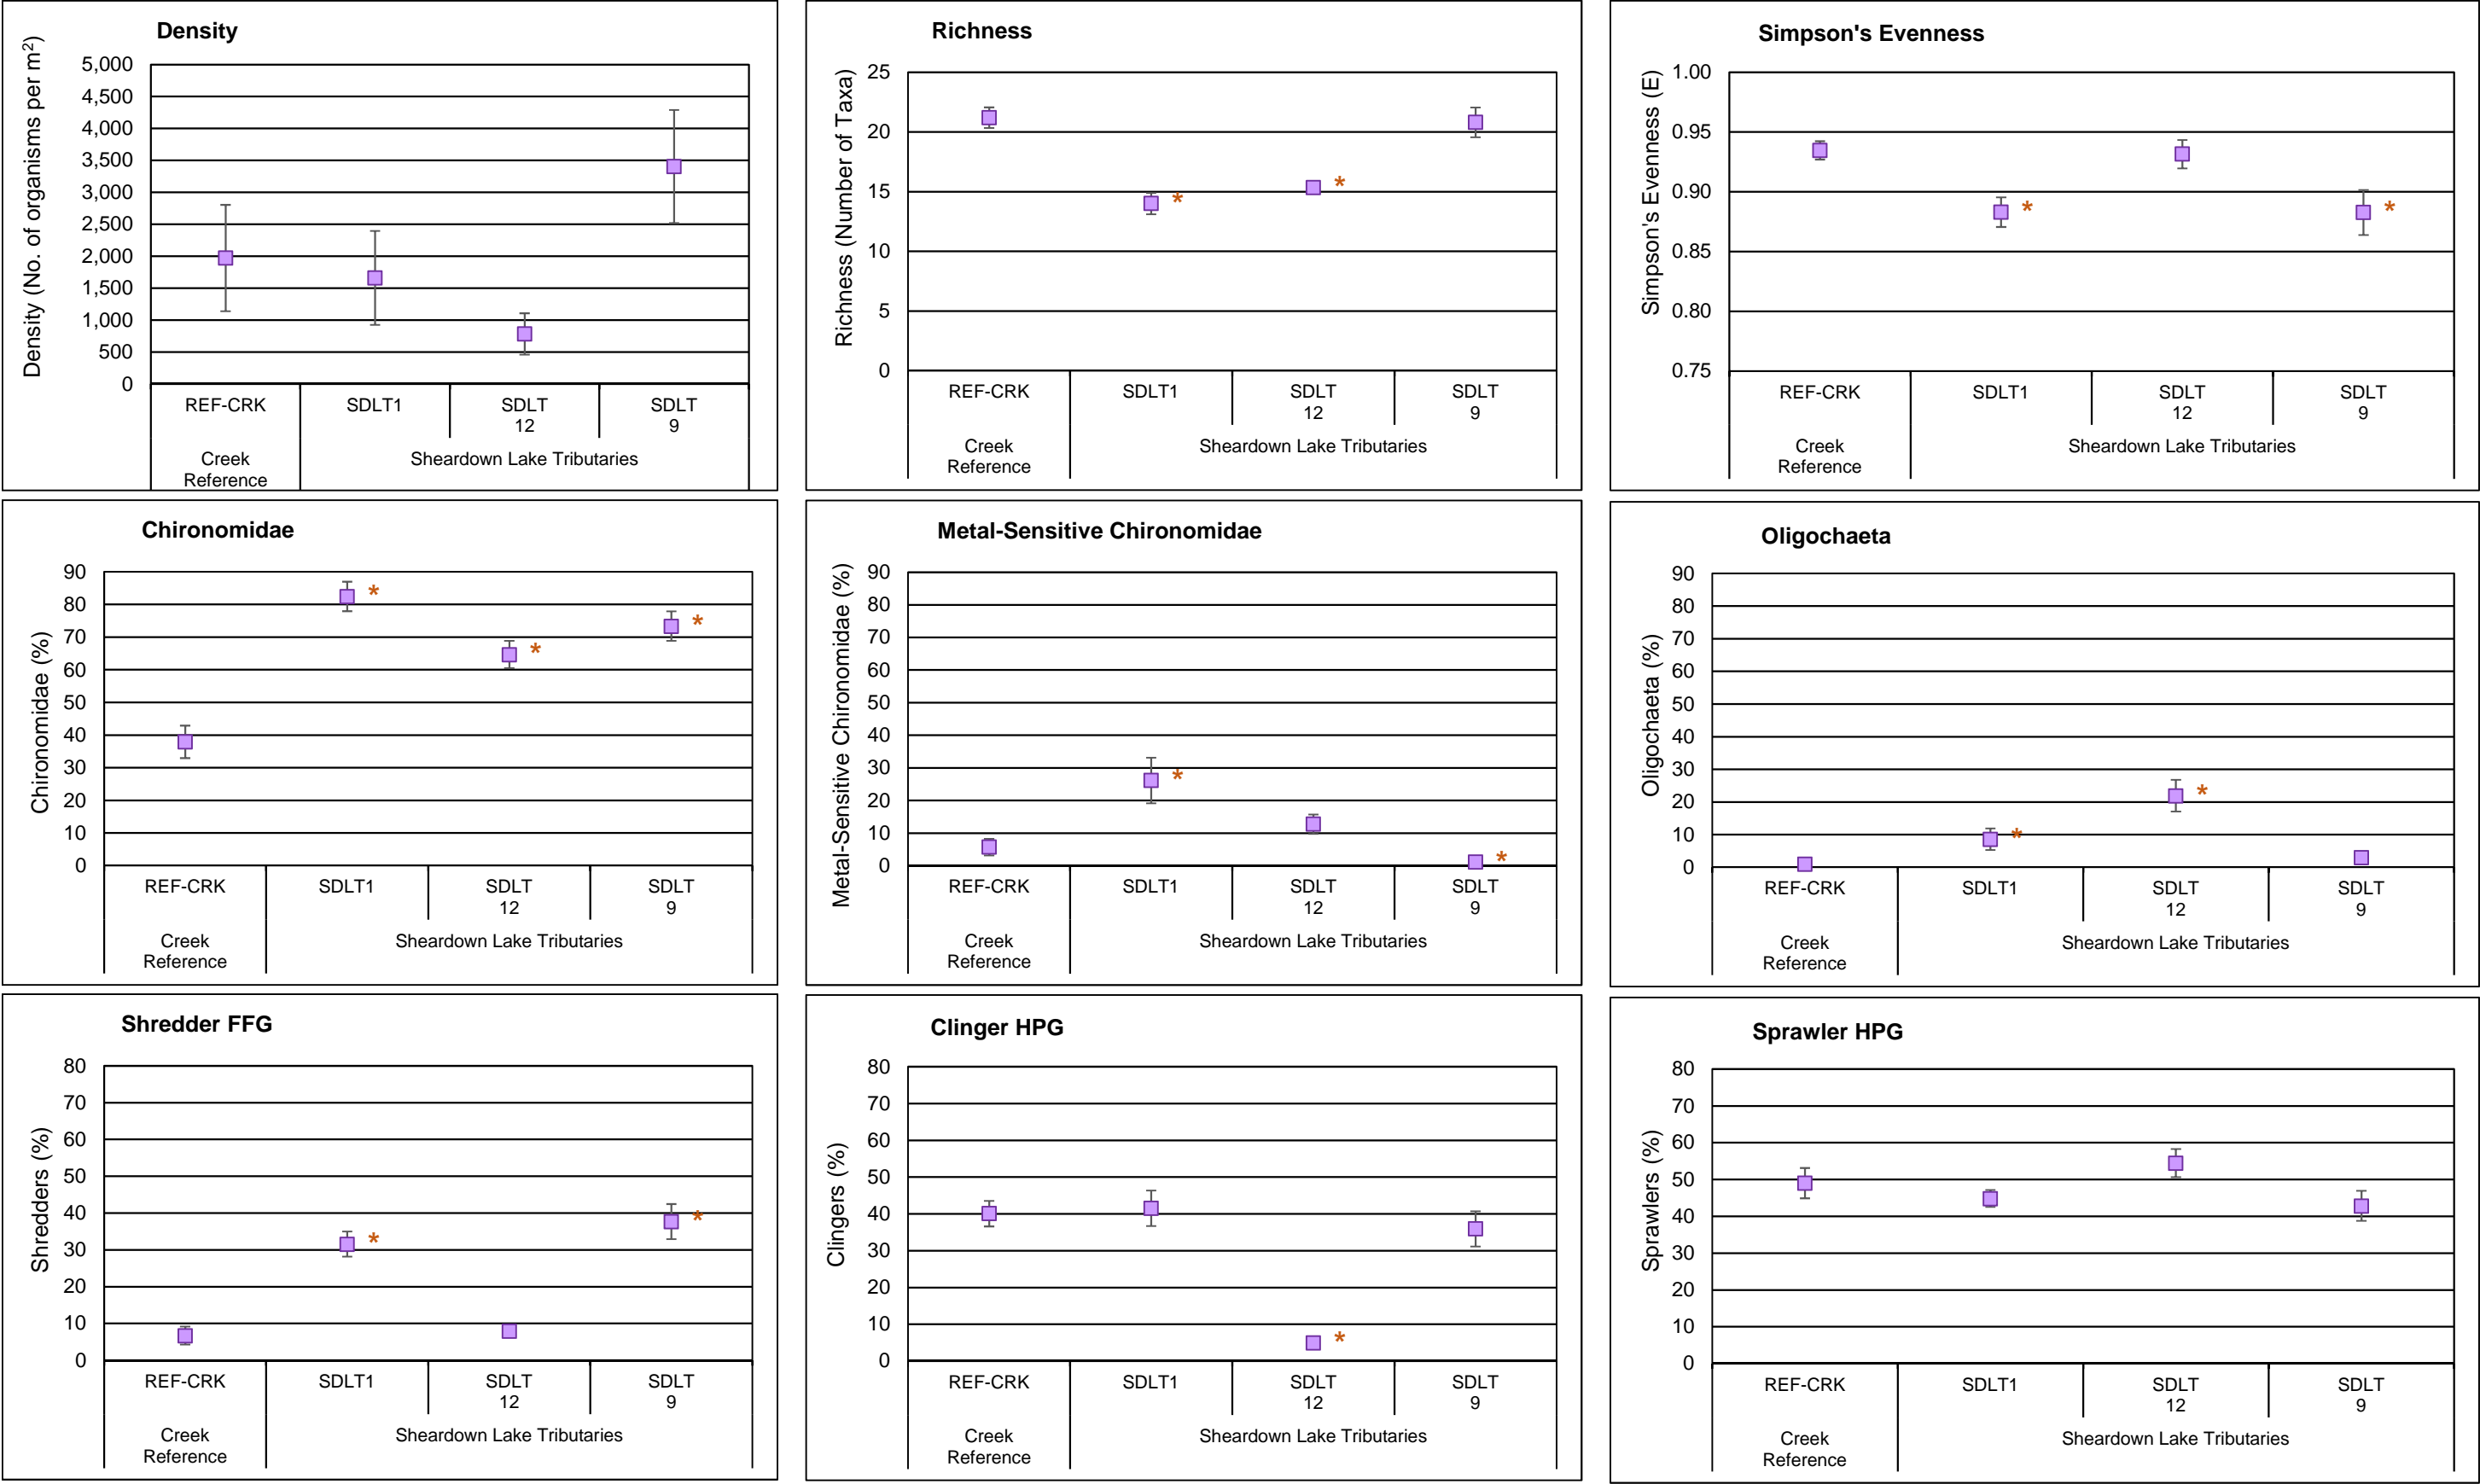 Density
Density (No. of organisms per m²)
5,000
4,500
4,000
3,500
3,000
2,500
2,000
1,500
1,000
500
0
REF-CRK
SDLT1
SDLT
12
SDLT
9
Creek
Reference
Sheardown Lake Tributaries
Richness
Richness (Number of Taxa)
25
20
15
10
5
0
*
*
REF-CRK
SDLT1
SDLT
12
SDLT
9
Creek
Reference
Sheardown Lake Tributaries
Simpson's Evenness
Simpson's Evenness (E)
1.00
0.95
0.90
0.85
0.80
0.75
*
*
REF-CRK
SDLT1
SDLT
12
SDLT
9
Creek
Reference
Sheardown Lake Tributaries
Chironomidae
Chironomidae (%)
90
80
70
60
50
40
30
20
10
0
*
*
*
REF-CRK
SDLT1
SDLT
12
SDLT
9
Creek
Reference
Sheardown Lake Tributaries
Metal-Sensitive Chironomidae
Metal-Sensitive Chironomidae (%)
90
80
70
60
50
40
30
20
10
0
*
*
REF-CRK
SDLT1
SDLT
12
SDLT
9
Creek
Reference
Sheardown Lake Tributaries
Oligochaeta
Oligochaeta (%)
90
80
70
60
50
40
30
20
10
0
*
*
REF-CRK
SDLT1
SDLT
12
SDLT
9
Creek
Reference
Sheardown Lake Tributaries
Shredder FFG
Shredders (%)
80
70
60
50
40
30
20
10
0
*
*
REF-CRK
SDLT1
SDLT
12
SDLT
9
Creek
Reference
Sheardown Lake Tributaries
Clinger HPG
Clingers (%)
80
70
60
50
40
30
20
10
0
*
REF-CRK
SDLT1
SDLT
12
SDLT
9
Creek
Reference
Sheardown Lake Tributaries
Sprawler HPG
Sprawlers (%)
80
70
60
50
40
30
20
10
0
REF-CRK
SDLT1
SDLT
12
SDLT
9
Creek
Reference
Sheardown Lake Tributaries